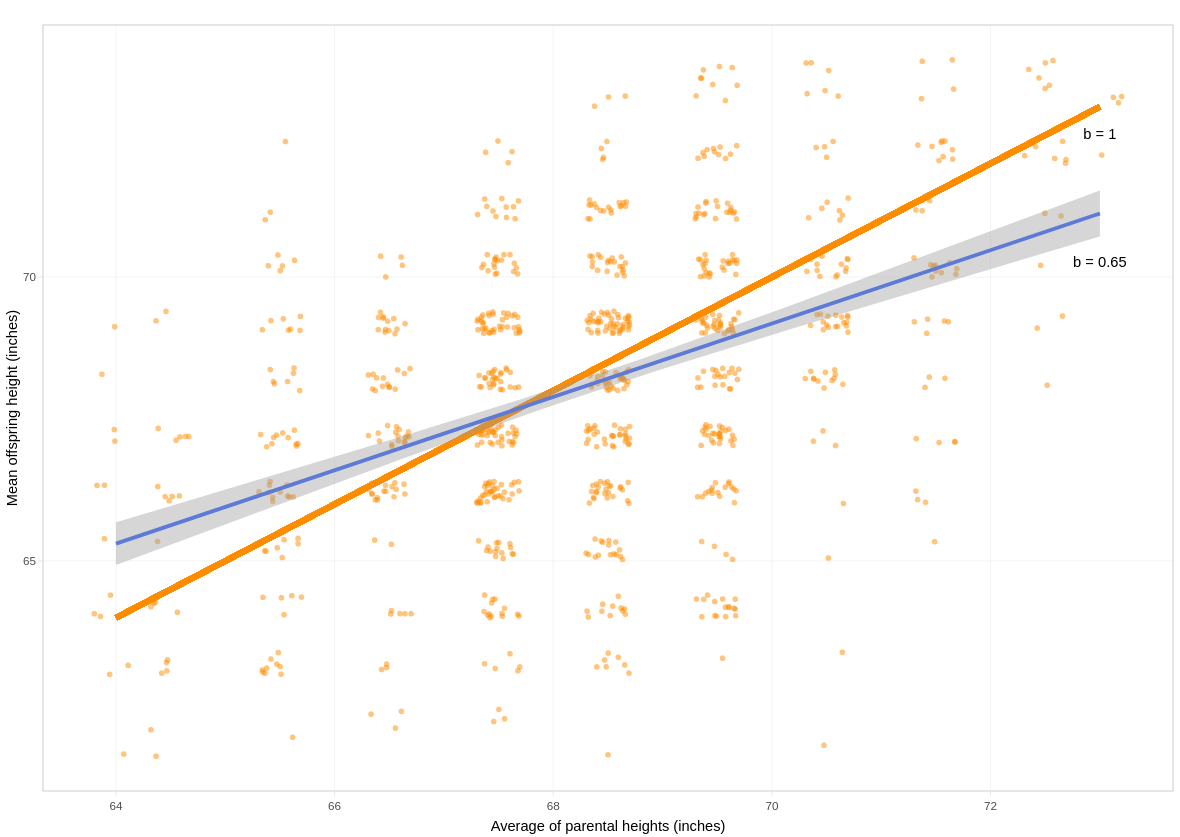 b = 1
70
b = 0.65
Mean offspring height (inches)
65
64 66 68 70 72
Average of parental heights (inches)